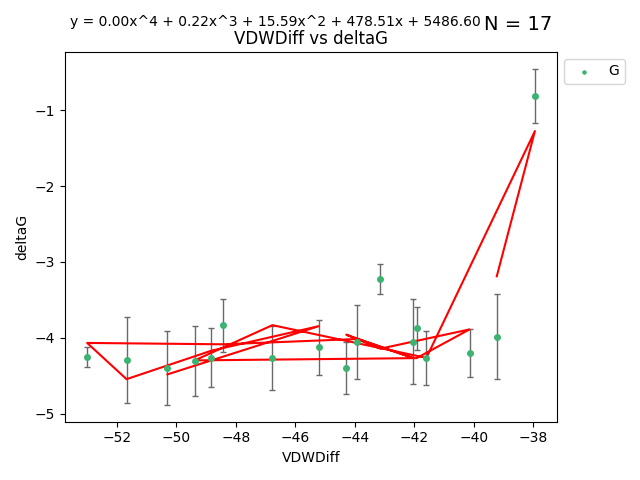 y = 0.00x^4 + 0.22x^3 + 15.59x^2 + 478.51x + 5486.60 N = 17
VDWDiff vs deltaG
G
−1
−2
−3
−4
−5
deltaG
−52 −50 −48 −46 −44 −42 −40 −38
VDWDiff